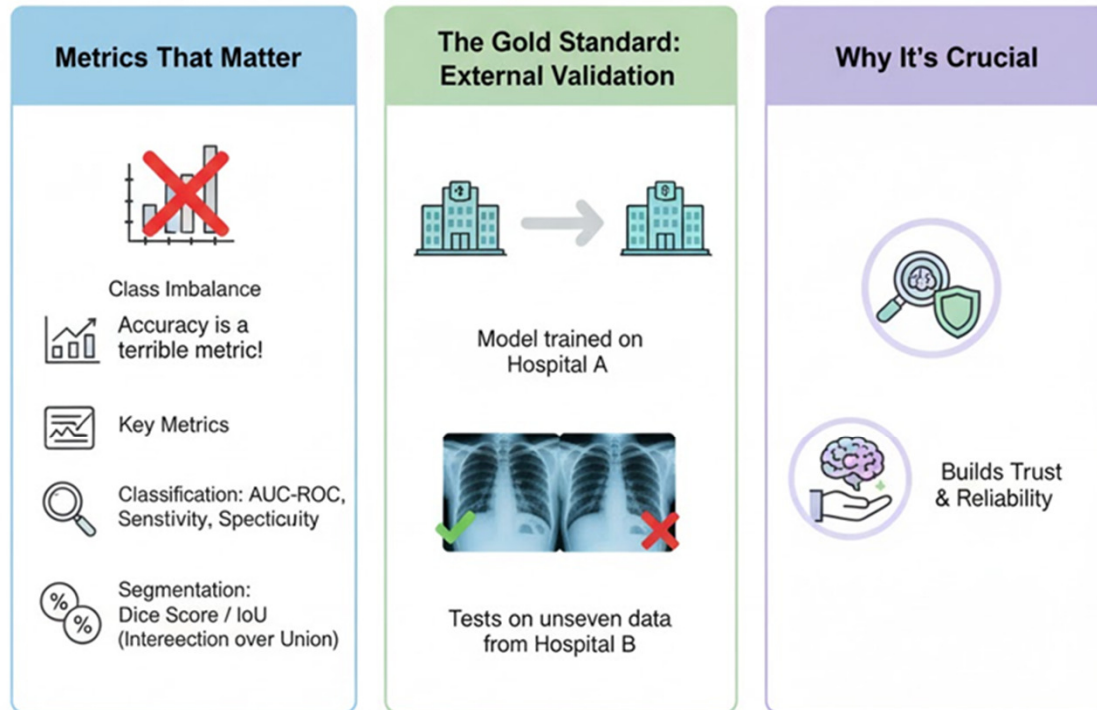 Metrics That Matter
Class Imbalance
Accuracy is a
terrible metric!
Key Metrics
Classification: AUC-ROC,
Senstivity, Specticuity
Segmentation:
Dice Score / IoU
(Intereection over Union)
The Gold Standard:
External Validation
Model trained on
Hospital A
Tests on unseven data
from Hospital B
Why It's Crucial
Builds Trust
& Reliability